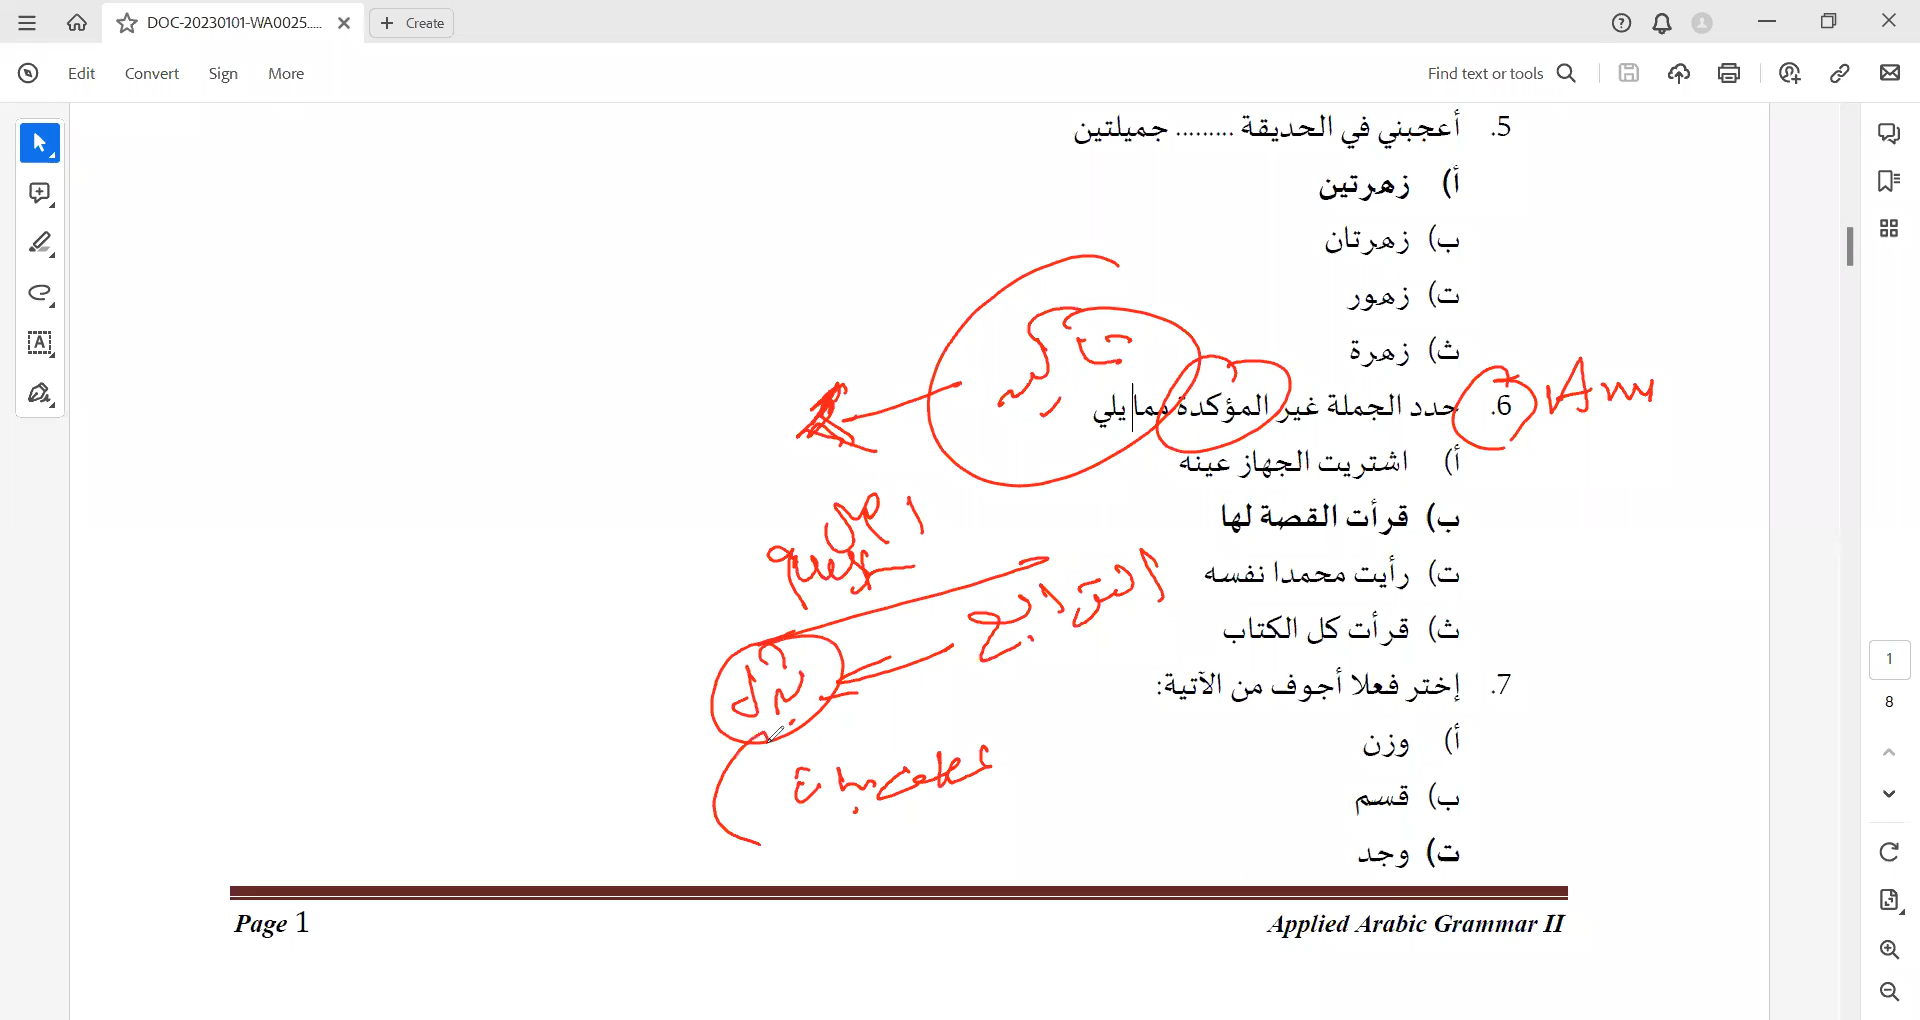 DOC-20230101-WA0025.....
Create
Edit
Convert
Sign
More
Find text or tools
5. أعجبني في الحديقة ......... جميلتين
أ) زهرتين
ب) زهرتان
ت) زهور
ث) زهرة
تاكيد
6. حدد الجملة غير المؤكدة مما يلي
Ans
أ) اشتريت الجهاز عينه
ب) قرأت القصة لها
ت) رأيت محمدا نفسه
التوابع
ث) قرأت كل الكتاب
بدل
7. إختر فعلا أجوف من الآتية:
أ) وزن
ب) قسم
ت) وجد
1
8
Page 1
Applied Arabic Grammar II